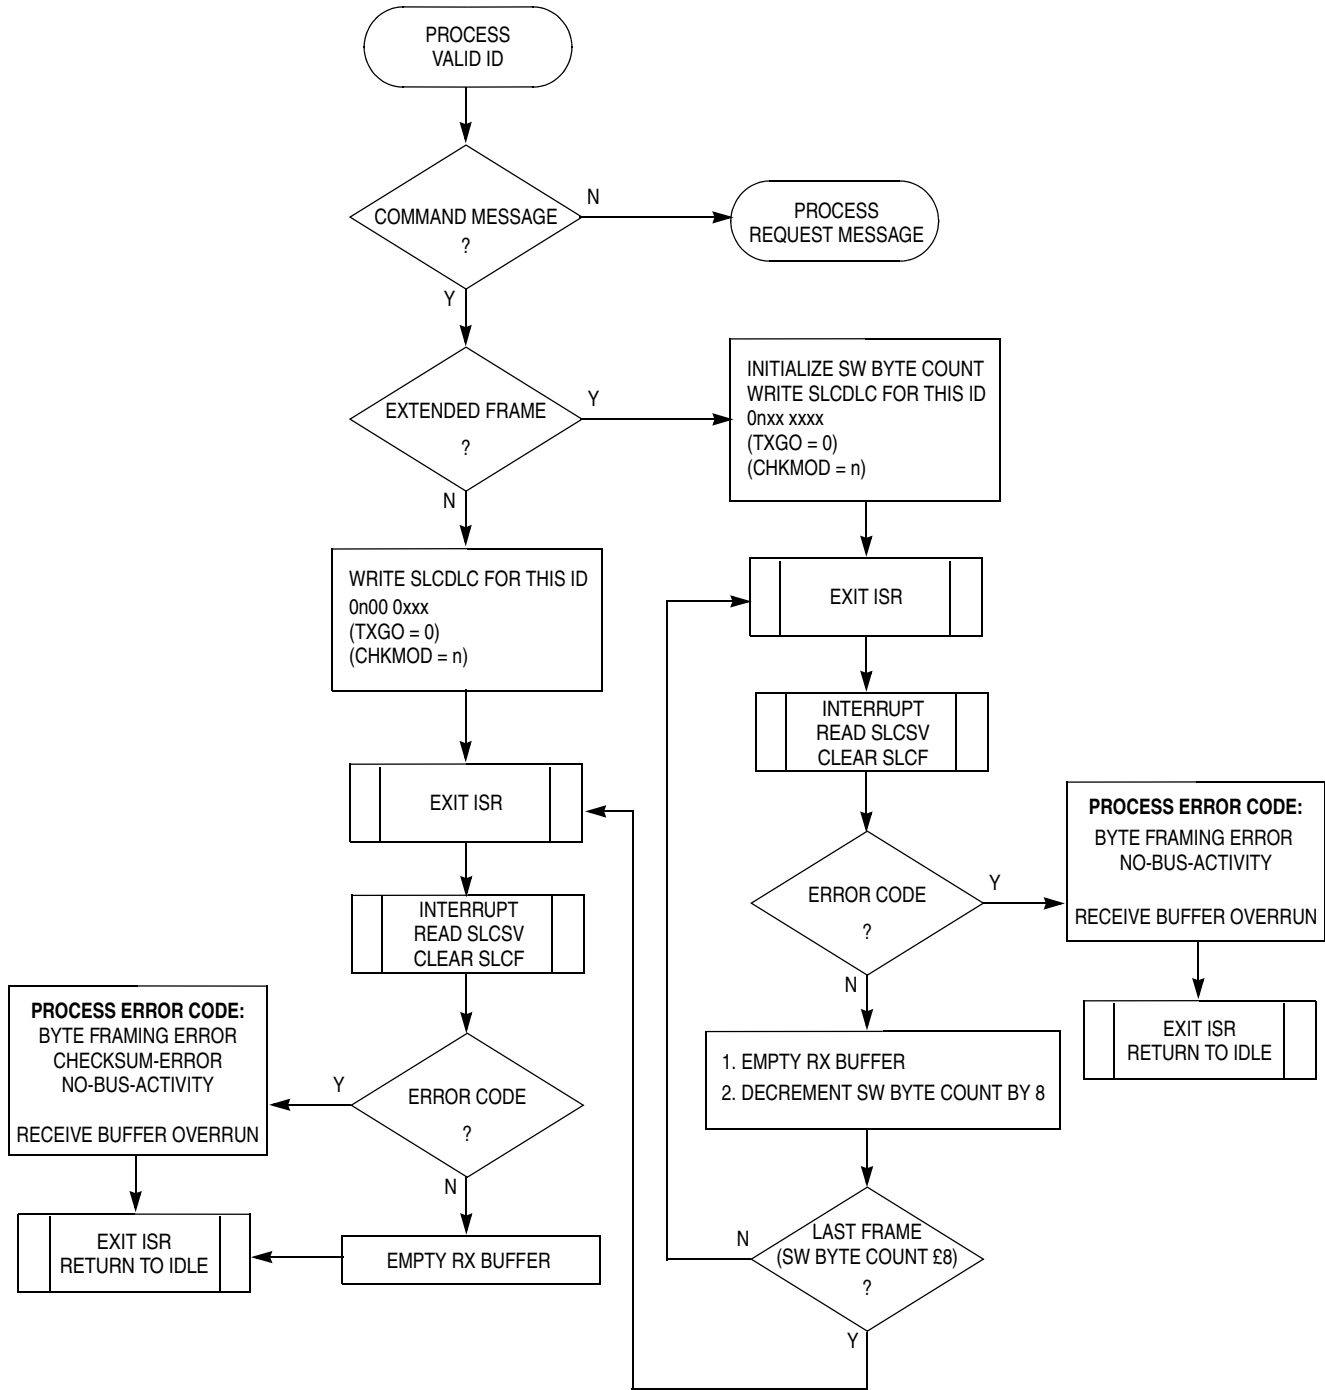 PROCESS
VALID ID
COMMAND MESSAGE
?
N
PROCESS
REQUEST MESSAGE
Y
EXTENDED FRAME
?
Y
INITIALIZE SW BYTE COUNT
WRITE SLCDLC FOR THIS ID
0nxx xxxx
(TXGO = 0)
(CHKMOD = n)
N
WRITE SLCDLC FOR THIS ID
0n00 0xxx
(TXGO = 0)
(CHKMOD = n)
EXIT ISR
INTERRUPT
READ SLCSV
CLEAR SLCF
ERROR CODE
?
Y
PROCESS ERROR CODE:
BYTE FRAMING ERROR
CHECKSUM-ERROR
NO-BUS-ACTIVITY
RECEIVE BUFFER OVERRUN
EXIT ISR
RETURN TO IDLE
N
EMPTY RX BUFFER
EXIT ISR
INTERRUPT
READ SLCSV
CLEAR SLCF
ERROR CODE
?
Y
PROCESS ERROR CODE:
BYTE FRAMING ERROR
NO-BUS-ACTIVITY
RECEIVE BUFFER OVERRUN
EXIT ISR
RETURN TO IDLE
N
1. EMPTY RX BUFFER
2. DECREMENT SW BYTE COUNT BY 8
LAST FRAME
(SW BYTE COUNT £8)
?
N
Y